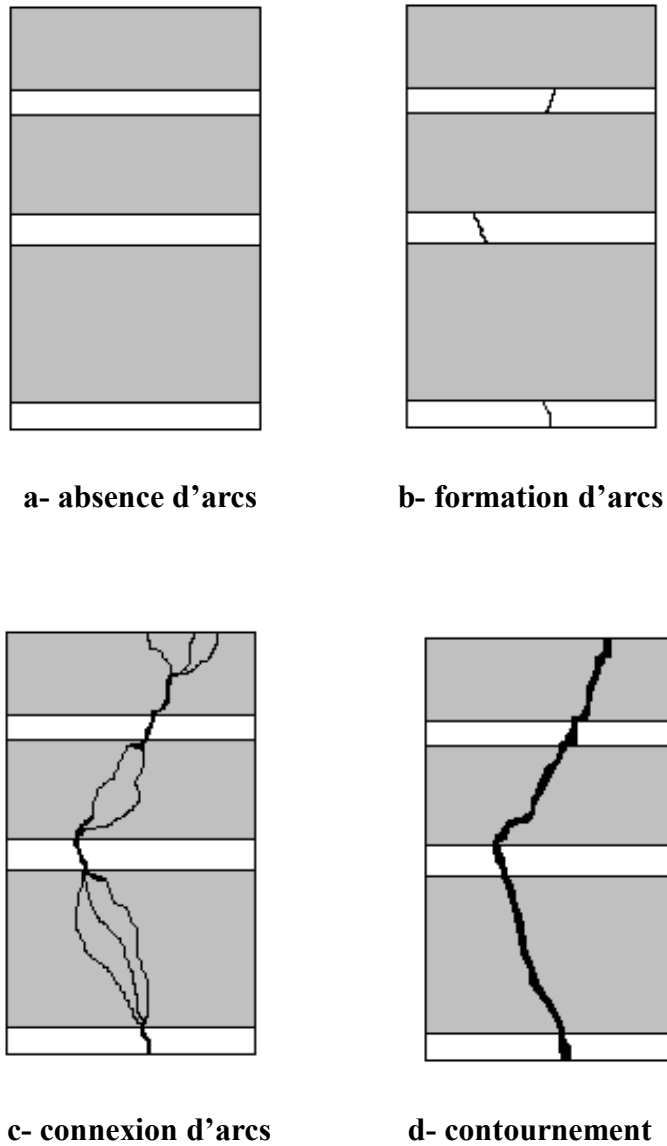 a- absence d’arcs
b- formation d’arcs
c- connexion d’arcs
d- contournement